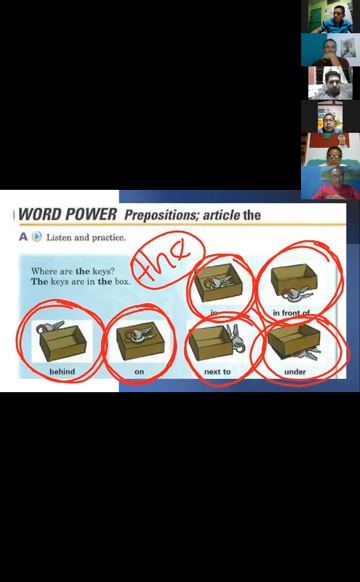 WORD POWER Prepositions; article the
A Listen and practice.
the
Where are the keys?
The keys are in the box.
in
in front of
behind
on
next to
under